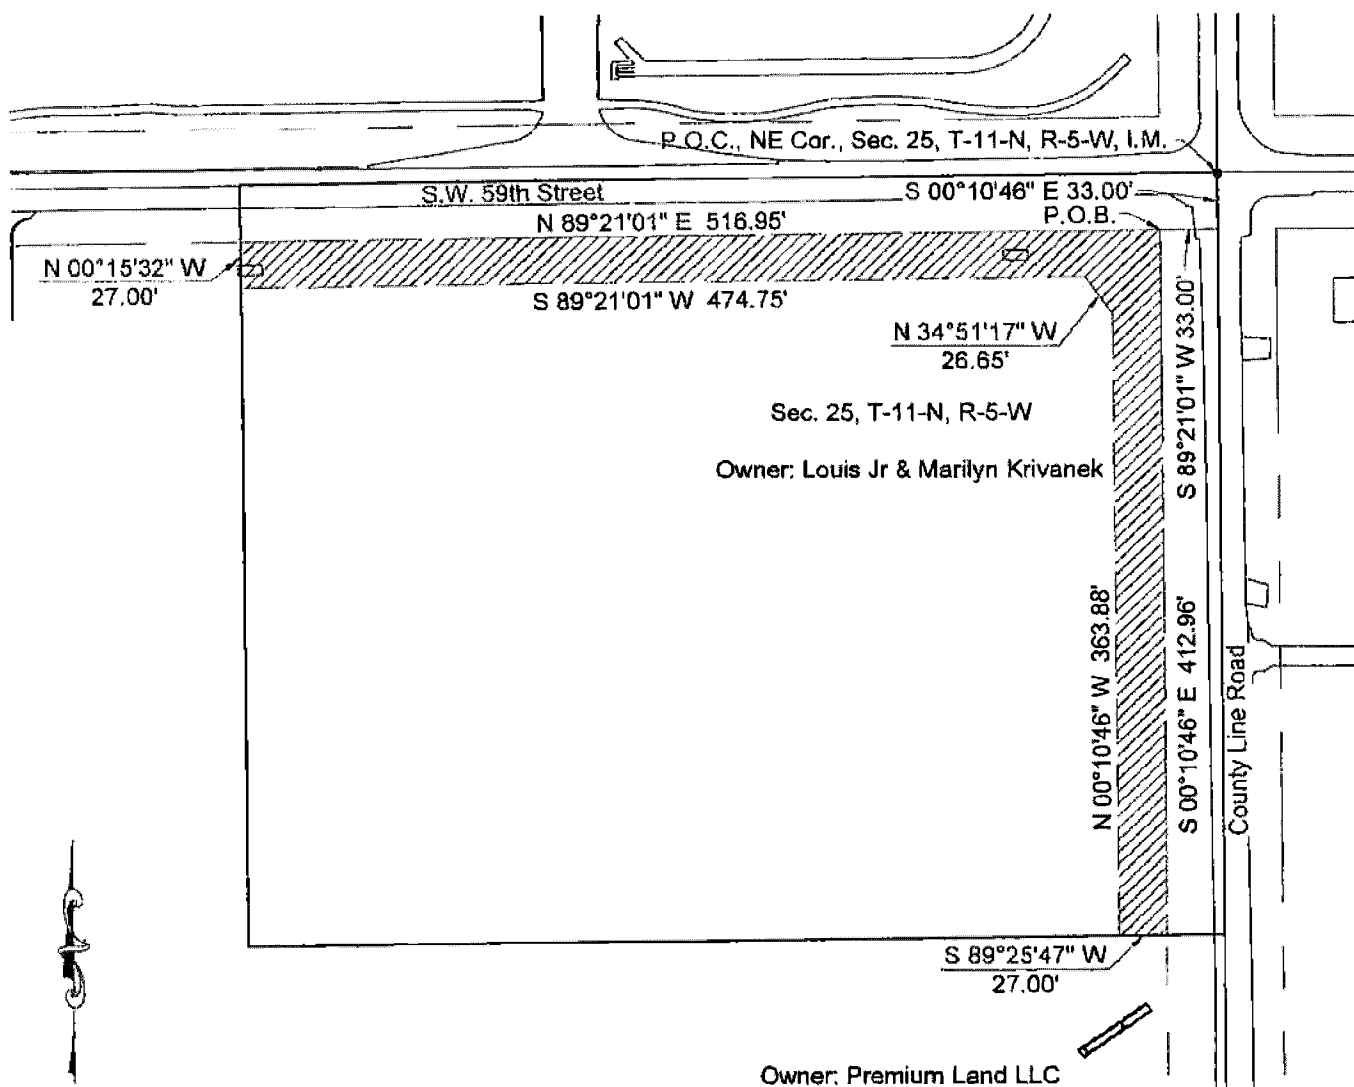 P.O.C., NE Cor., Sec. 25, T-11-N, R-5-W, I.M.
S.W. 59th Street
S 00°10'46" E 33.00'
N 89°21'01" E 516.95'
P.O.B.
N 00°15'32" W
27.00'
S 89°21'01" W 474.75'
N 34°51'17" W
26.65'
S 89°21'01" W 33.00'
Sec. 25, T-11-N, R-5-W
Owner: Louis Jr & Marilyn Krivanek
N 00°10'46" W 363.88'
S 00°10'46" E 412.96'
County Line Road
S 89°25'47" W
27.00'
Owner: Premium Land LLC